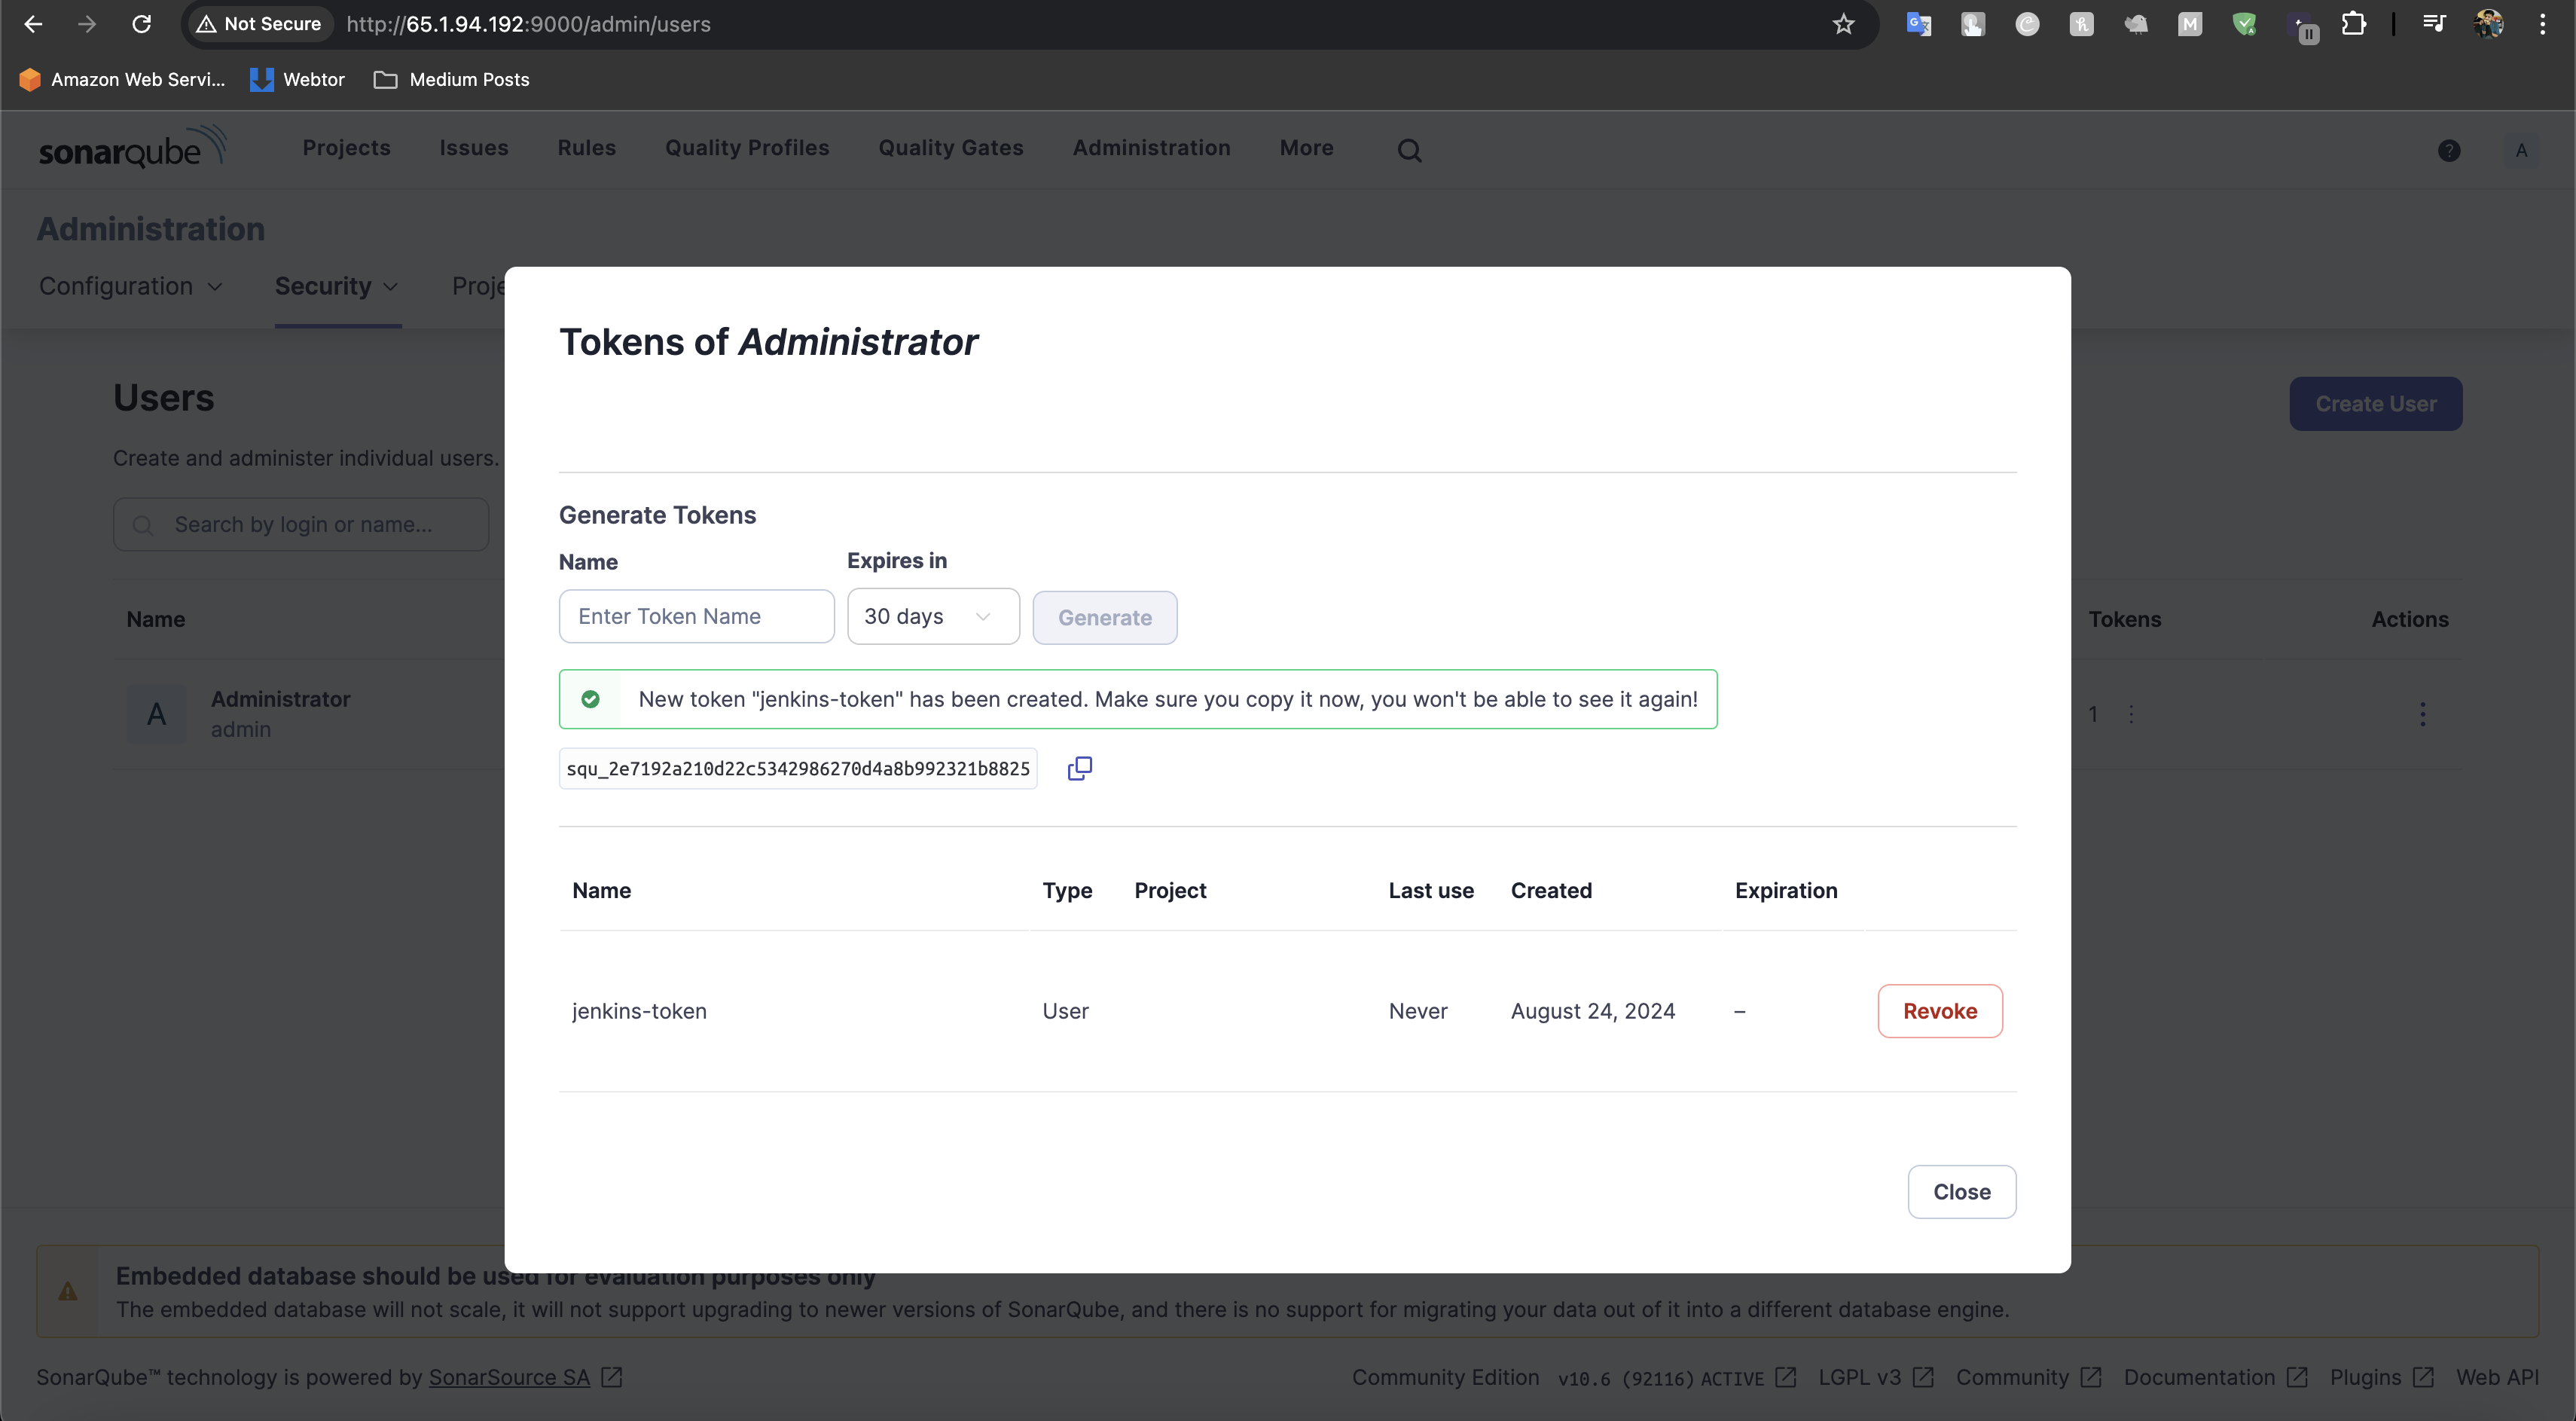 Not Secure http://65.1.94.192:9000/admin/users
Amazon Web Servi... Webtor Medium Posts
sonarqube Projects Issues Rules Quality Profiles Quality Gates Administration More ? A
Administration
Configuration Security Proje
Tokens of Administrator
Users Create User
Create and administer individual users.
Generate Tokens
Search by login or name...
Name Expires in
Enter Token Name 30 days Generate
Name Tokens Actions
New token "jenkins-token" has been created. Make sure you copy it now, you won't be able to see it again!
A Administrator 1
admin
squ_2e7192a210d22c5342986270d4a8b992321b8825
Name Type Project Last use Created Expiration
jenkins-token User Never August 24, 2024 – Revoke
Close
Embedded database should be used for evaluation purposes only
The embedded database will not scale, it will not support upgrading to newer versions of SonarQube, and there is no support for migrating your data out of it into a different database engine.
SonarQube™ technology is powered by SonarSource SA Community Edition v10.6 (92116) ACTIVE LGPL v3 Community Documentation Plugins Web API